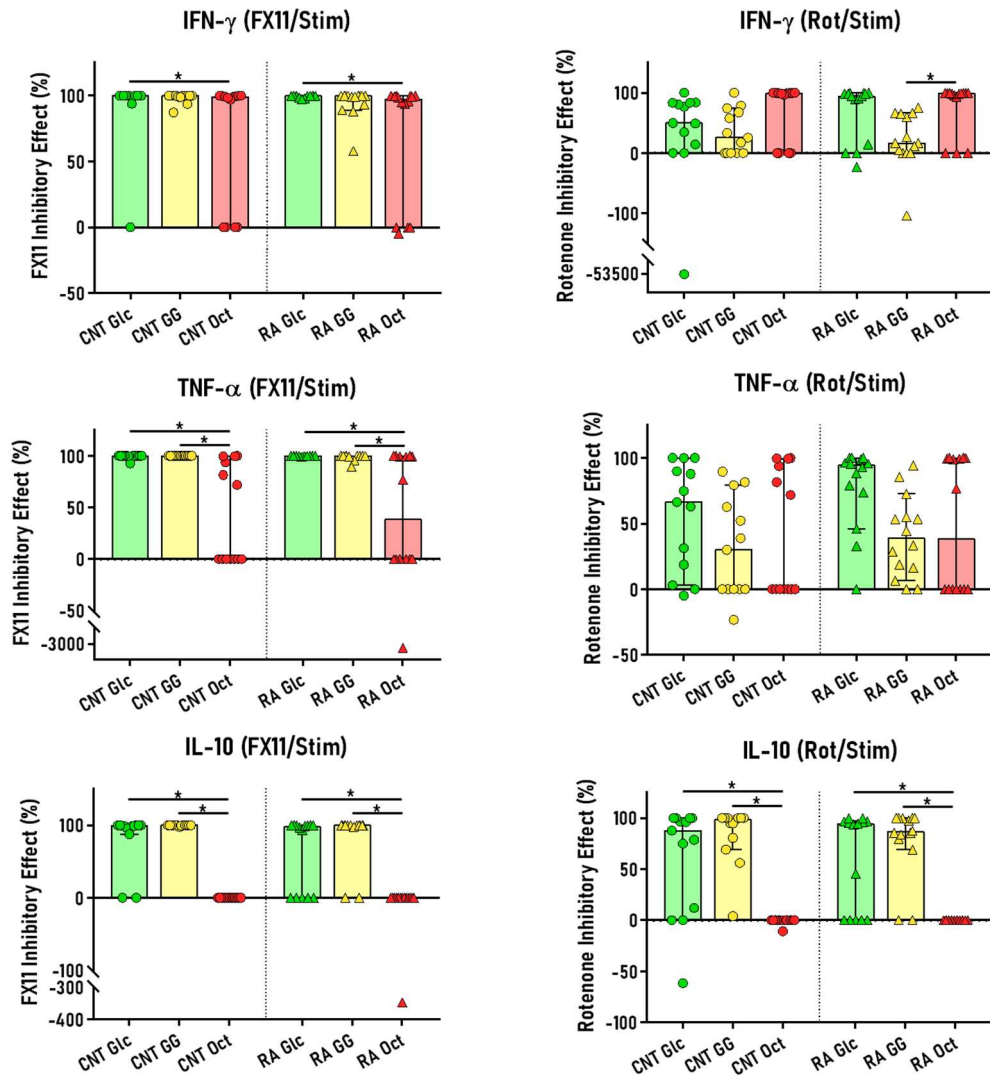 IFN-γ (FX11/Stim)
FX11 Inhibitory Effect (%)
100
50
0
-50
*
*
CNT Glc
CNT GG
CNT Oct
RA Glc
RA GG
RA Oct
IFN-γ (Rot/Stim)
Rotenone Inhibitory Effect (%)
100
0
-100
-53500
*
CNT Glc
CNT GG
CNT Oct
RA Glc
RA GG
RA Oct
TNF-α (FX11/Stim)
FX11 Inhibitory Effect (%)
100
50
0
-50
-3000
*
*
*
*
CNT Glc
CNT GG
CNT Oct
RA Glc
RA GG
RA Oct
TNF-α (Rot/Stim)
Rotenone Inhibitory Effect (%)
100
50
0
-50
CNT Glc
CNT GG
CNT Oct
RA Glc
RA GG
RA Oct
IL-10 (FX11/Stim)
FX11 Inhibitory Effect (%)
100
0
-100
-300
-400
*
*
*
*
CNT Glc
CNT GG
CNT Oct
RA Glc
RA GG
RA Oct
IL-10 (Rot/Stim)
Rotenone Inhibitory Effect (%)
100
50
0
-50
-100
*
*
*
*
CNT Glc
CNT GG
CNT Oct
RA Glc
RA GG
RA Oct